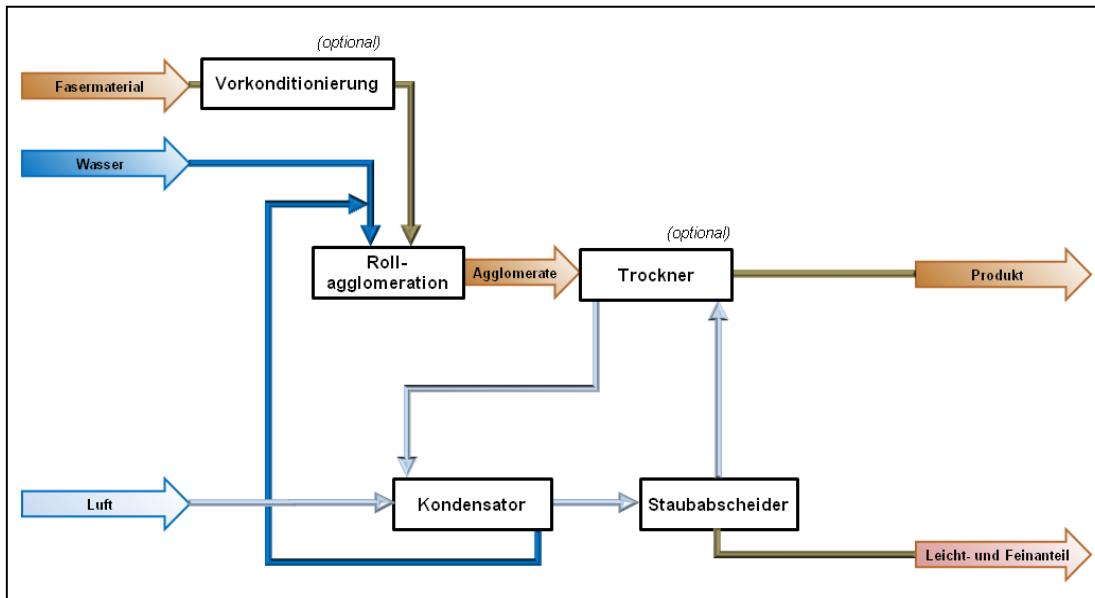 (optional)
Fasermaterial
Vorkonditionierung
Wasser
(optional)
Roll-
agglomeration
Agglomerate
Trockner
Produkt
Luft
Kondensator
Staubabscheider
Leicht- und Feinanteil